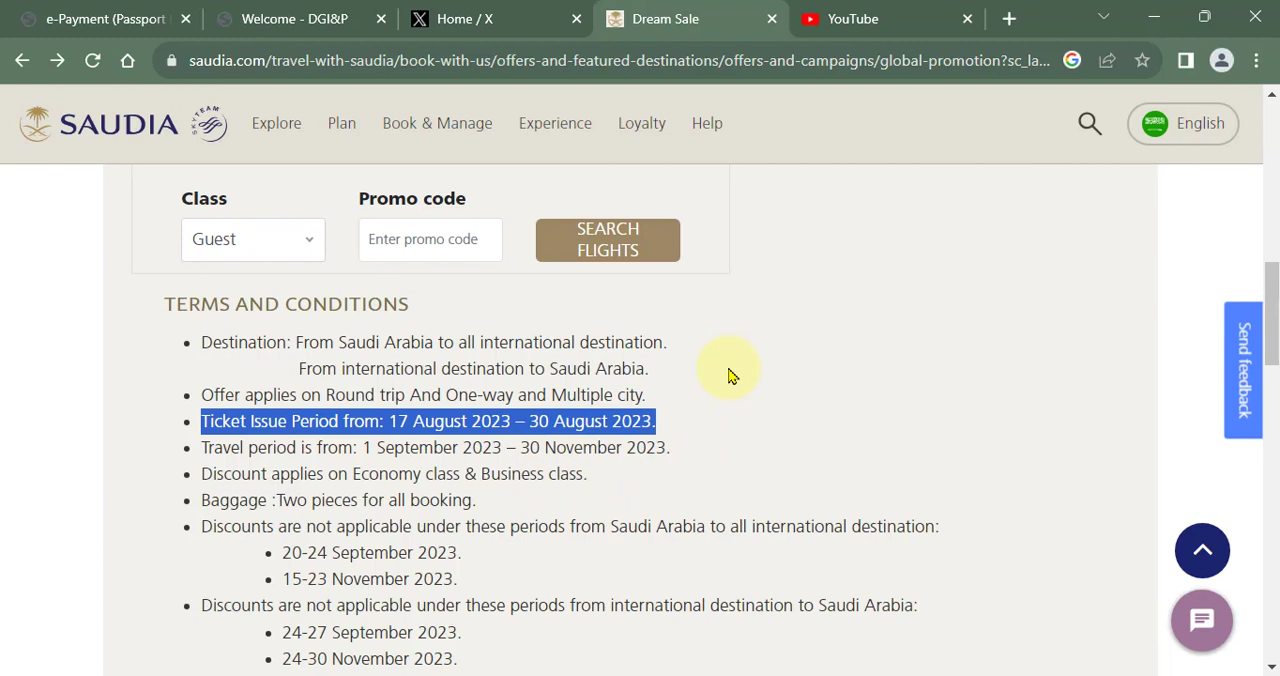 e-Payment (Passport
Welcome - DGI&P
Home / X
Dream Sale
YouTube
saudia.com/travel-with-saudia/book-with-us/offers-and-featured-destinations/offers-and-campaigns/global-promotion?sc_la...
SAUDIA
SKYTEAM
Explore
Plan
Book & Manage
Experience
Loyalty
Help
English
Class
Promo code
Guest
Enter promo code
SEARCH
FLIGHTS
TERMS AND CONDITIONS
Destination: From Saudi Arabia to all international destination.
From international destination to Saudi Arabia.
Offer applies on Round trip And One-way and Multiple city.
Ticket Issue Period from: 17 August 2023 – 30 August 2023.
Travel period is from: 1 September 2023 – 30 November 2023.
Discount applies on Economy class & Business class.
Baggage :Two pieces for all booking.
Discounts are not applicable under these periods from Saudi Arabia to all international destination:
20-24 September 2023.
15-23 November 2023.
Discounts are not applicable under these periods from international destination to Saudi Arabia:
24-27 September 2023.
24-30 November 2023.
Send feedback